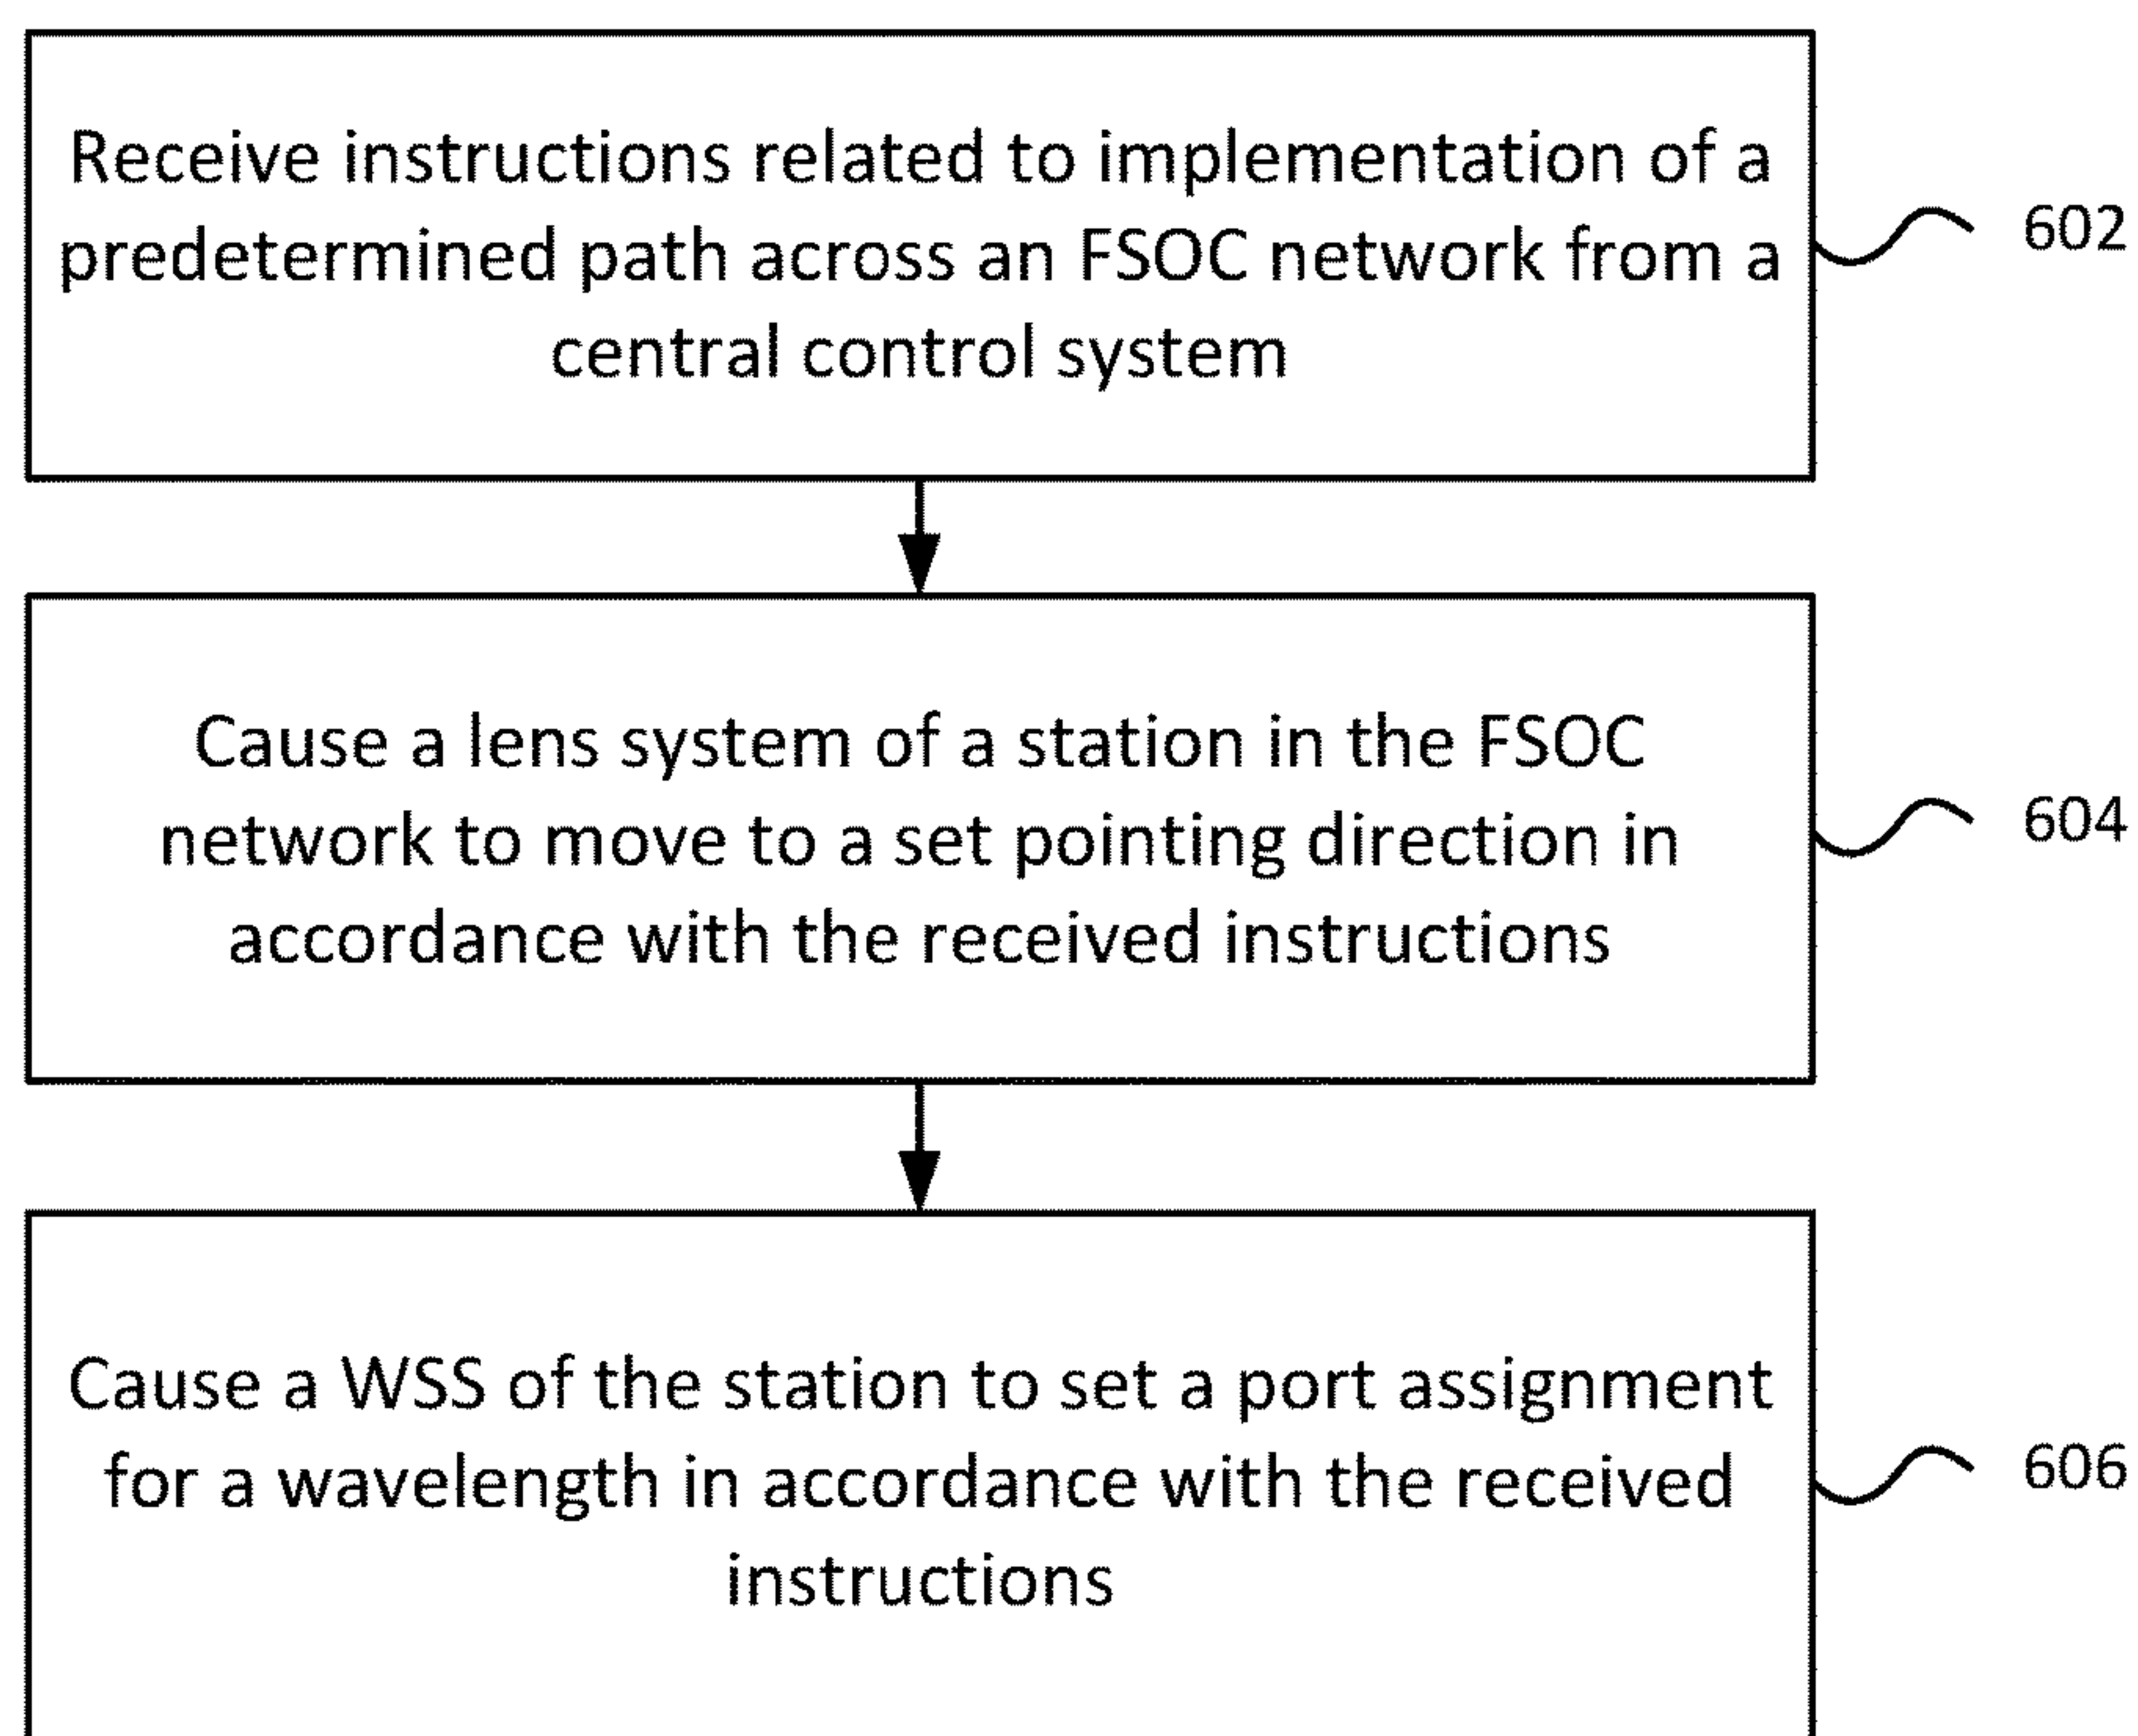 Receive instructions related to implementation of a
predetermined path across an FSOC network from a
central control system
602
Cause a lens system of a station in the FSOC
network to move to a set pointing direction in
accordance with the received instructions
604
Cause a WSS of the station to set a port assignment
for a wavelength in accordance with the received
instructions
606